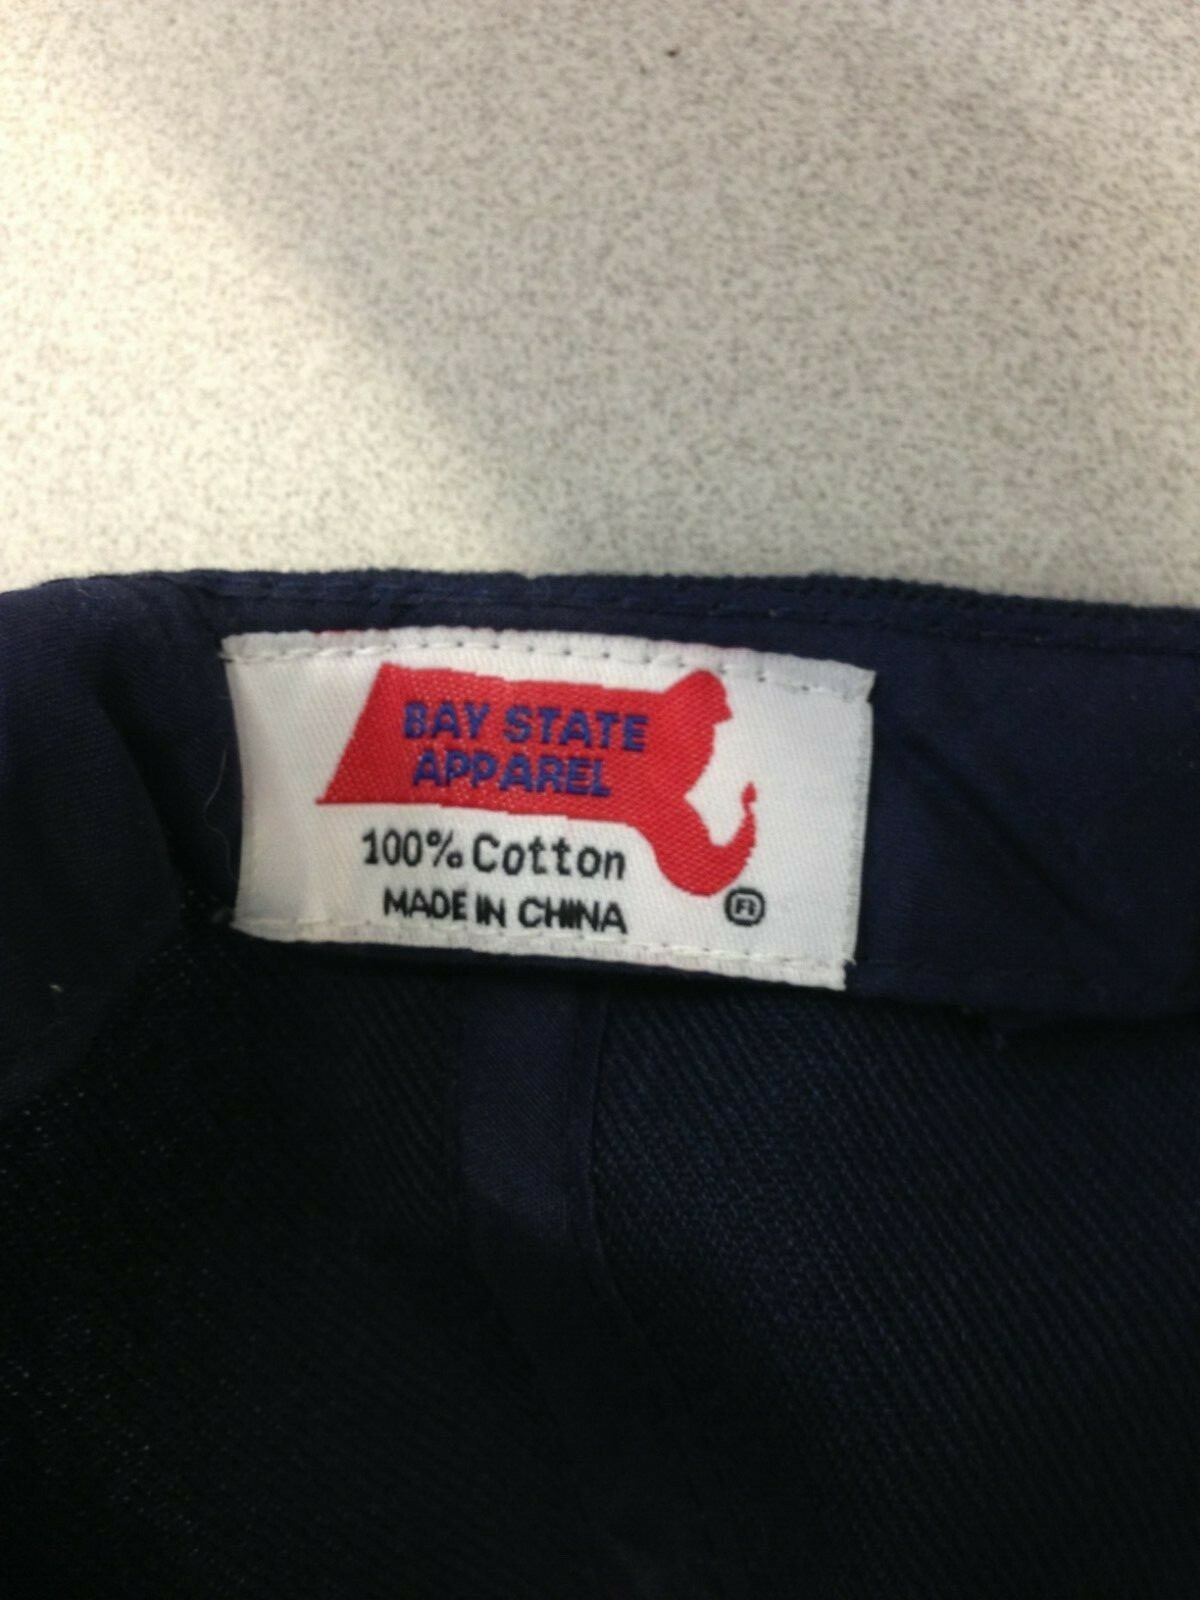 BAY STATE
APPAREL
100% Cotton
MADE IN CHINA